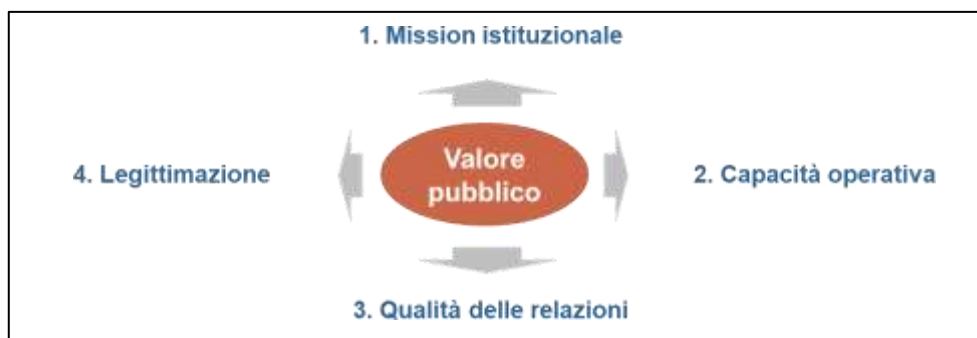 1. Mission istituzionale
4. Legittimazione
Valore
pubblico
2. Capacità operativa
3. Qualità delle relazioni